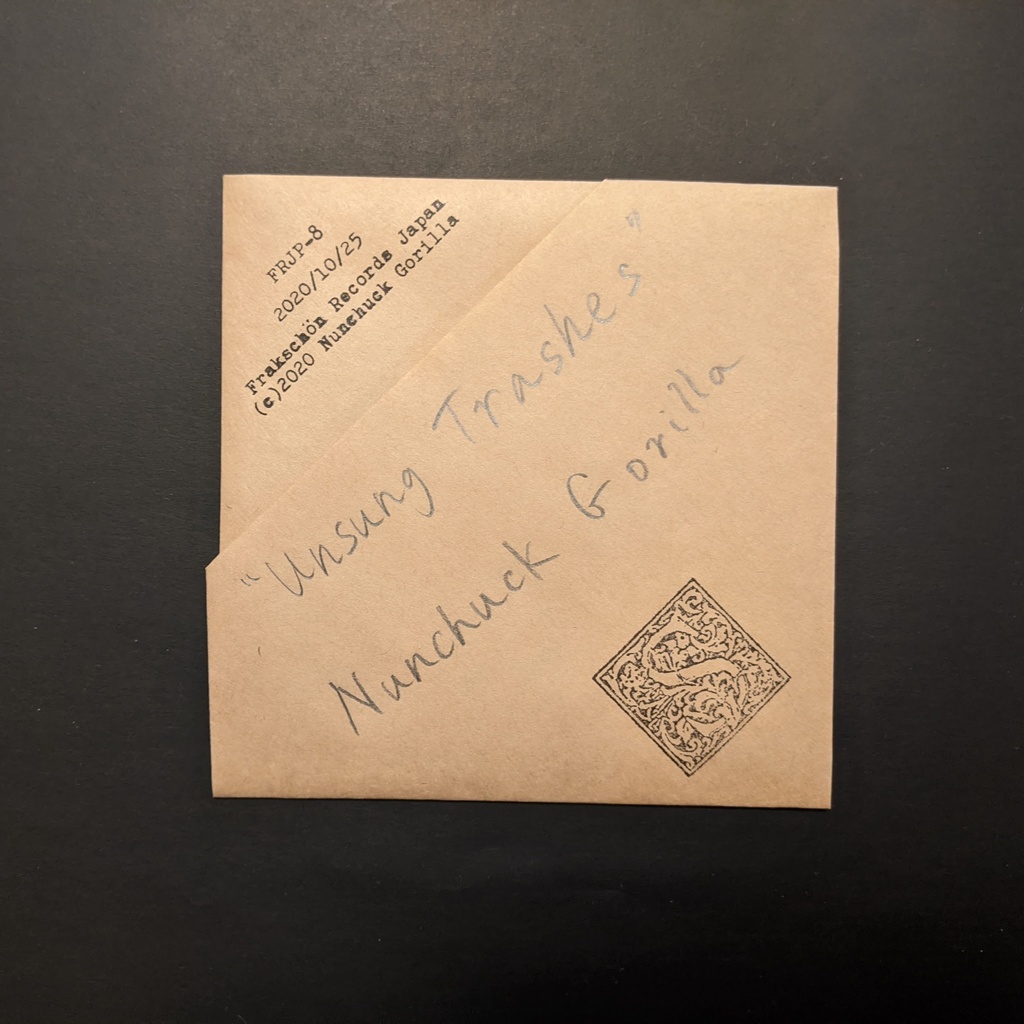 FRJP-8
2020/10/25
Frakschön Records Japan
(c)2020 Nunchuck Gorilla
"Unsung Trashes"
Nunchuck Gorilla